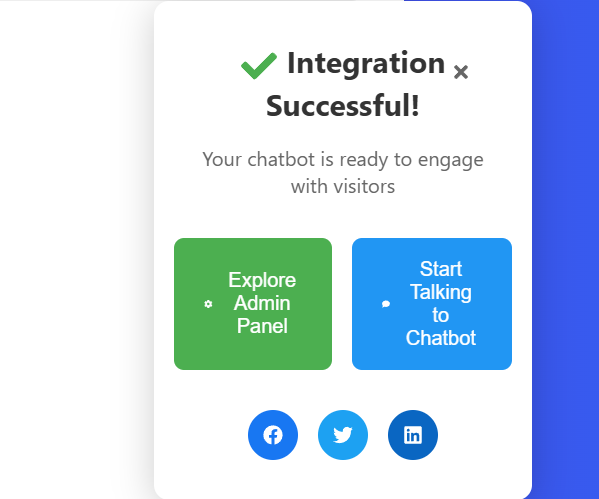 Integration
Successful!
Your chatbot is ready to engage
with visitors
Explore
Admin
Panel
Start
Talking
to
Chatbot